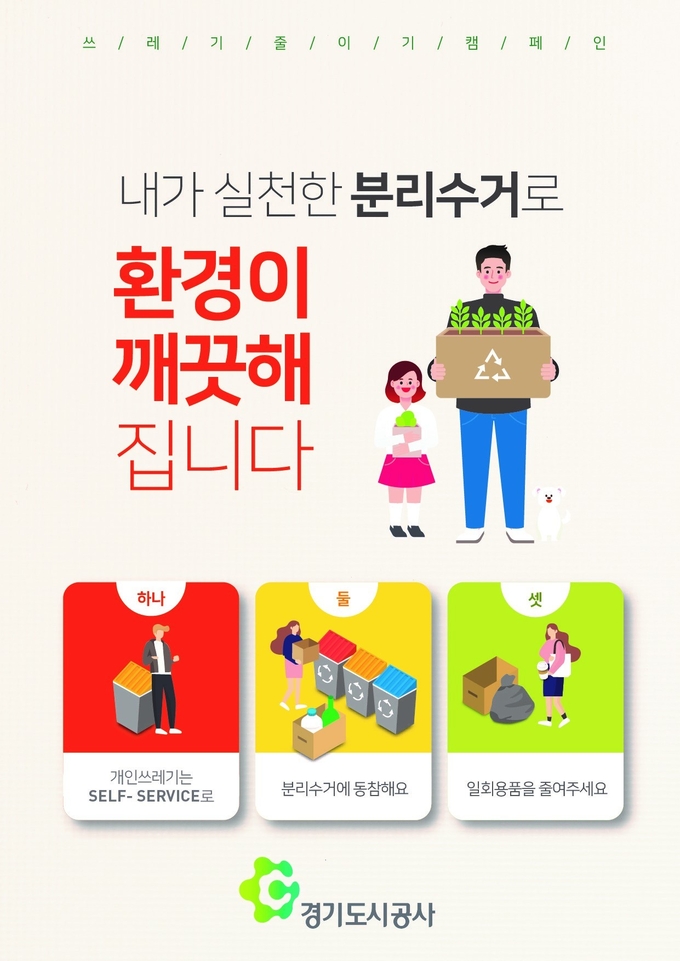 쓰/레/기/줄/이/기/캠/페/인
내가 실천한 분리수거로
환경이
깨끗해
집니다
하나
개인쓰레기는
SELF- SERVICE로
둘
분리수거에 동참해요
셋
일회용품을 줄여주세요
경기도시공사